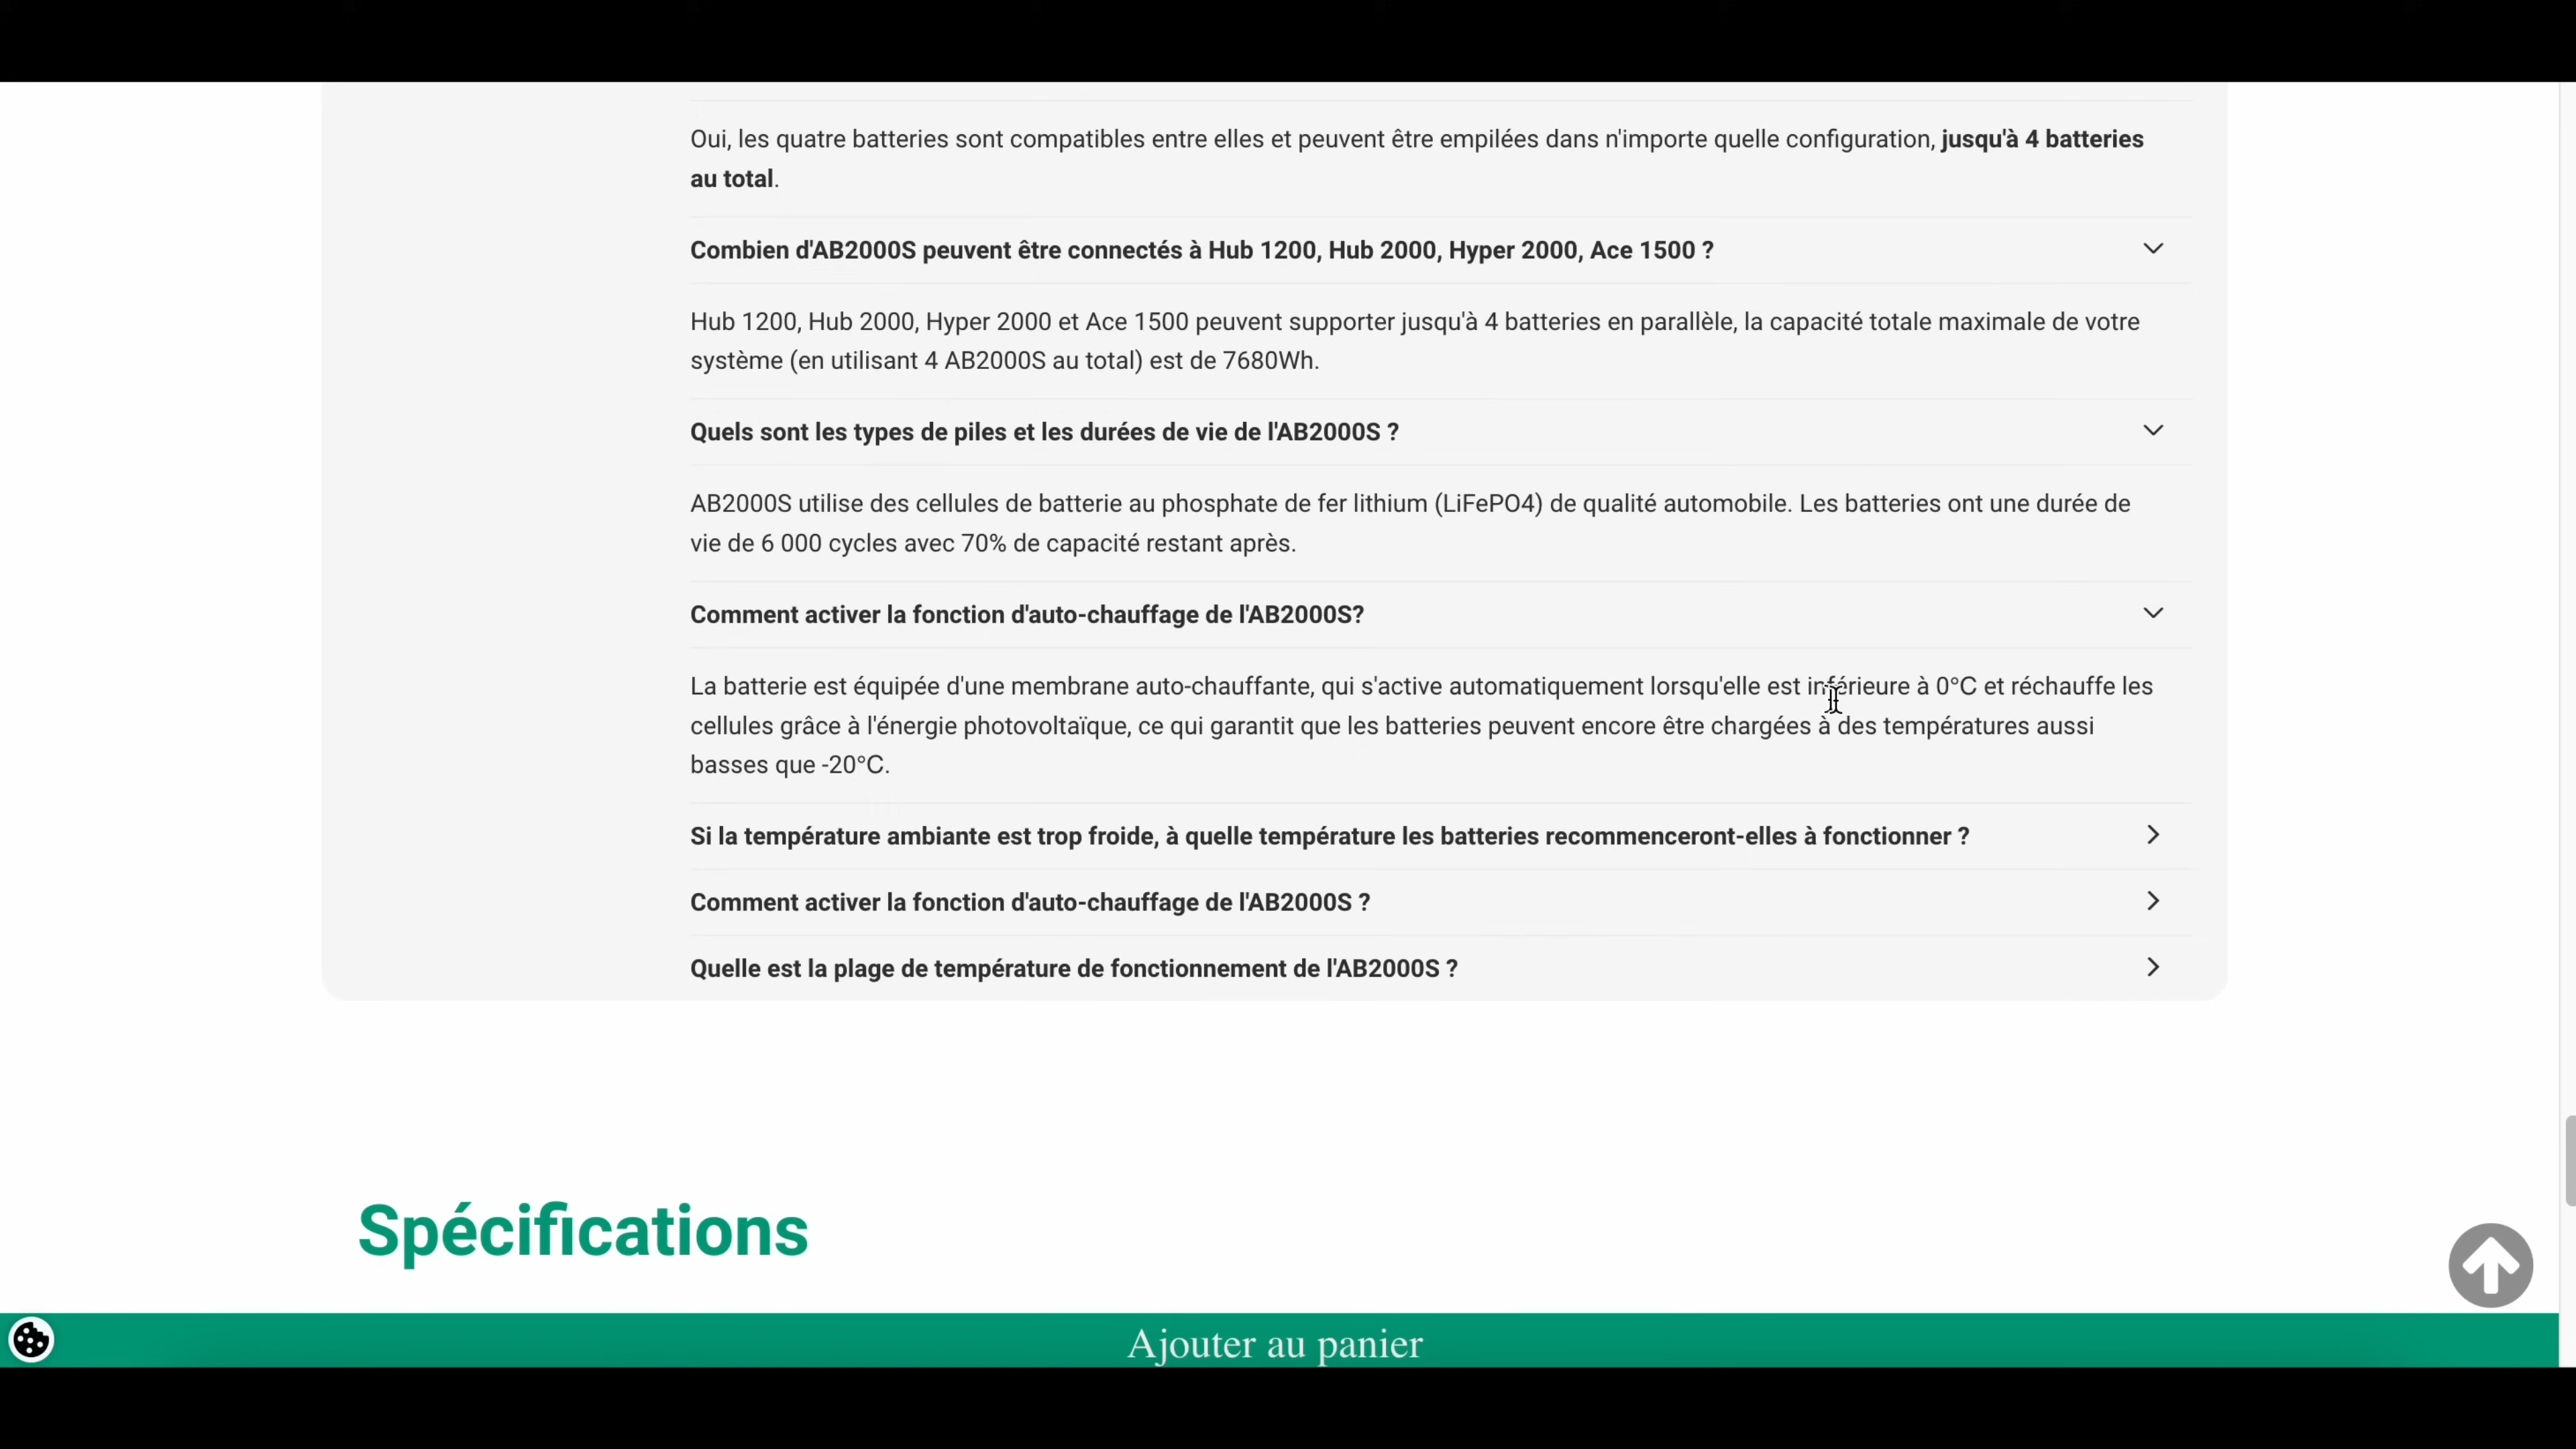 Oui, les quatre batteries sont compatibles entre elles et peuvent être empilées dans n'importe quelle configuration, jusqu'à 4 batteries
au total.
Combien d'AB2000S peuvent être connectés à Hub 1200, Hub 2000, Hyper 2000, Ace 1500 ?
Hub 1200, Hub 2000, Hyper 2000 et Ace 1500 peuvent supporter jusqu'à 4 batteries en parallèle, la capacité totale maximale de votre
système (en utilisant 4 AB2000S au total) est de 7680Wh.
Quels sont les types de piles et les durées de vie de l'AB2000S ?
AB2000S utilise des cellules de batterie au phosphate de fer lithium (LiFePO4) de qualité automobile. Les batteries ont une durée de
vie de 6 000 cycles avec 70% de capacité restant après.
Comment activer la fonction d'auto-chauffage de l'AB2000S?
La batterie est équipée d'une membrane auto-chauffante, qui s'active automatiquement lorsqu'elle est inférieure à 0°C et réchauffe les
cellules grâce à l'énergie photovoltaïque, ce qui garantit que les batteries peuvent encore être chargées à des températures aussi
basses que -20°C.
Si la température ambiante est trop froide, à quelle température les batteries recommenceront-elles à fonctionner ?
Comment activer la fonction d'auto-chauffage de l'AB2000S ?
Quelle est la plage de température de fonctionnement de l'AB2000S ?
Spécifications
Ajouter au panier